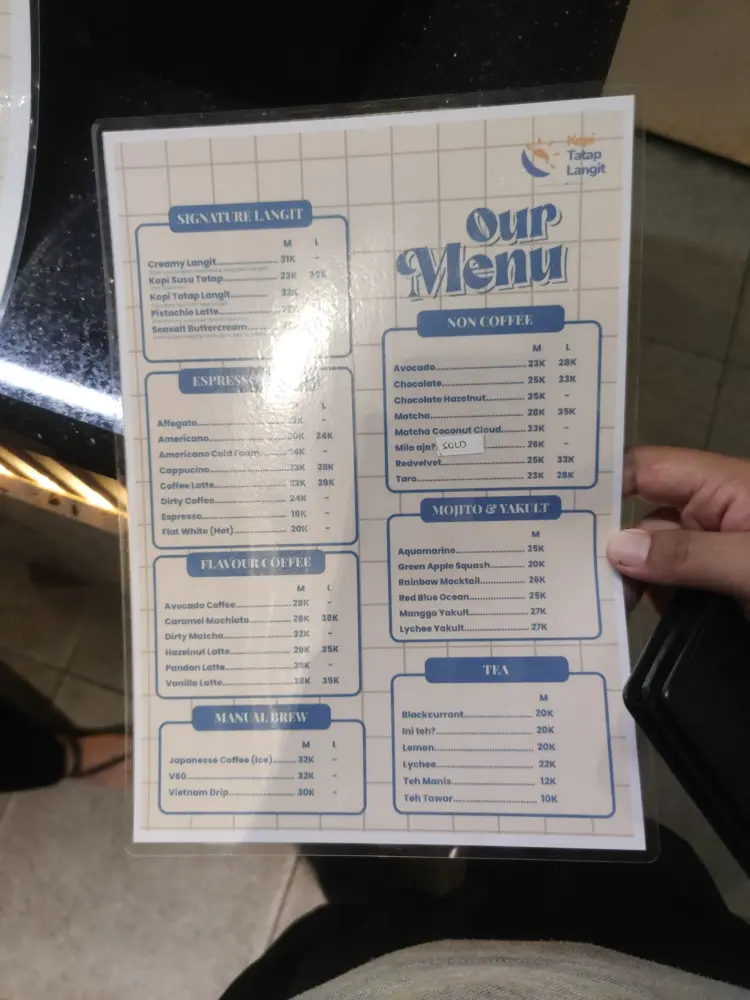 Kopi
Tatap
Langit
Our
Menu
SIGNATURE LANGIT
M L
Creamy Langit 31K -
Kopi Susu Tatap 23K
Kopi Tatap Langit 32K
Pistachio Latte
Seasalt Buttercream
ESPRESSO
L
Affogato -
Americano 20K 24K
Americano Cold Foam 24K -
Cappucino 23K 28K
Coffee Latte 23K 28K
Dirty Coffee 24K -
Espresso 18K -
Flat White (Hot) 20K -
FLAVOUR COFFEE
M L
Avocado Coffee 28K -
Caramel Machiato 28K 38K
Dirty Matcha 32K -
Hazelnut Latte 28K 35K
Pandan Latte 28K -
Vanilla Latte 28K 35K
MANUAL BREW
M L
Japanesse Coffee (Ice) 32K -
V60 32K -
Vietnam Drip 30K -
NON COFFEE
M L
Avocado 23K 28K
Chocolate 25K 33K
Chocolate Hazelnut 35K -
Matcha 28K 35K
Matcha Coconut Cloud 33K -
Milo aja? SOLD 26K -
Redvelvet 25K 33K
Taro 23K 28K
MOJITO & YAKULT
M
Aquamarine 25K
Green Apple Squash 20K
Rainbow Mocktail 26K
Red Blue Ocean 25K
Manggo Yakult 27K
Lychee Yakult 27K
TEA
M
Blackcurrant 20K
Ini teh? 20K
Lemon 20K
Lychee 22K
Teh Manis 12K
Teh Tawar 10K